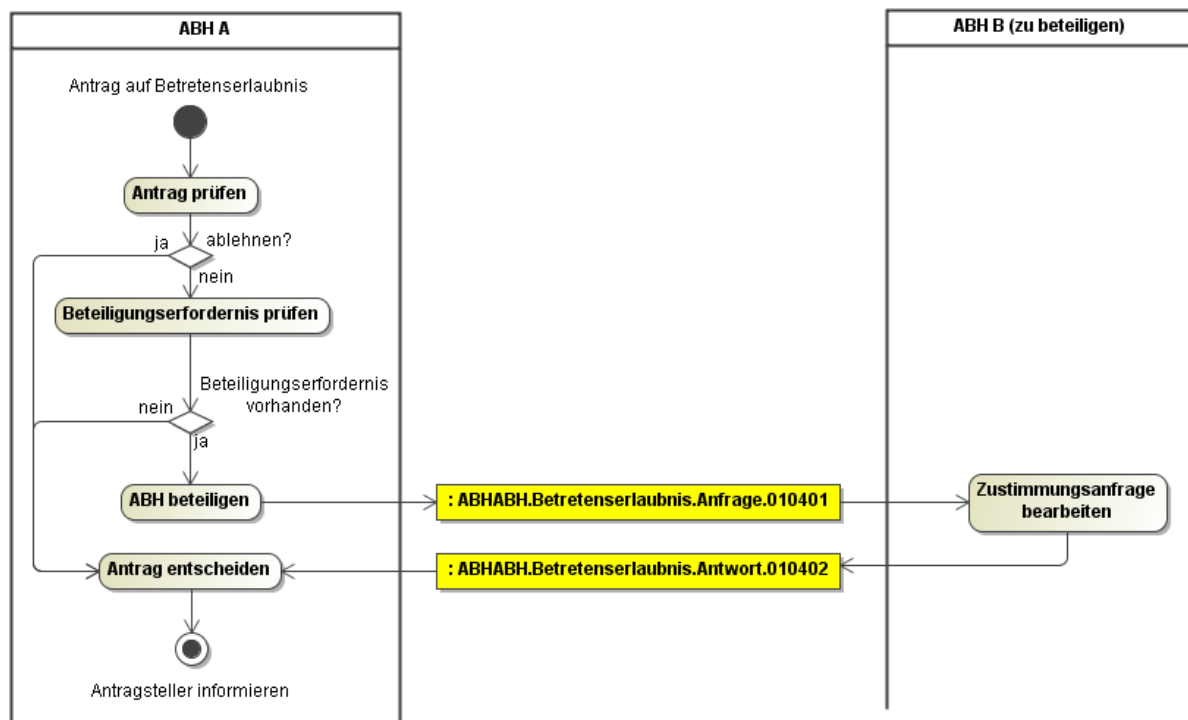 ABH A
ABH B (zu beteiligen)
Antrag auf Betretenserlaubnis
Antrag prüfen
ja
ablehnen?
nein
Beteiligungserfordernis prüfen
Beteiligungserfordernis
vorhanden?
nein
ja
ABH beteiligen
: ABHABH.Betretenserlaubnis.Anfrage.010401
Zustimmungsanfrage
bearbeiten
Antrag entscheiden
: ABHABH.Betretenserlaubnis.Antwort.010402
Antragsteller informieren